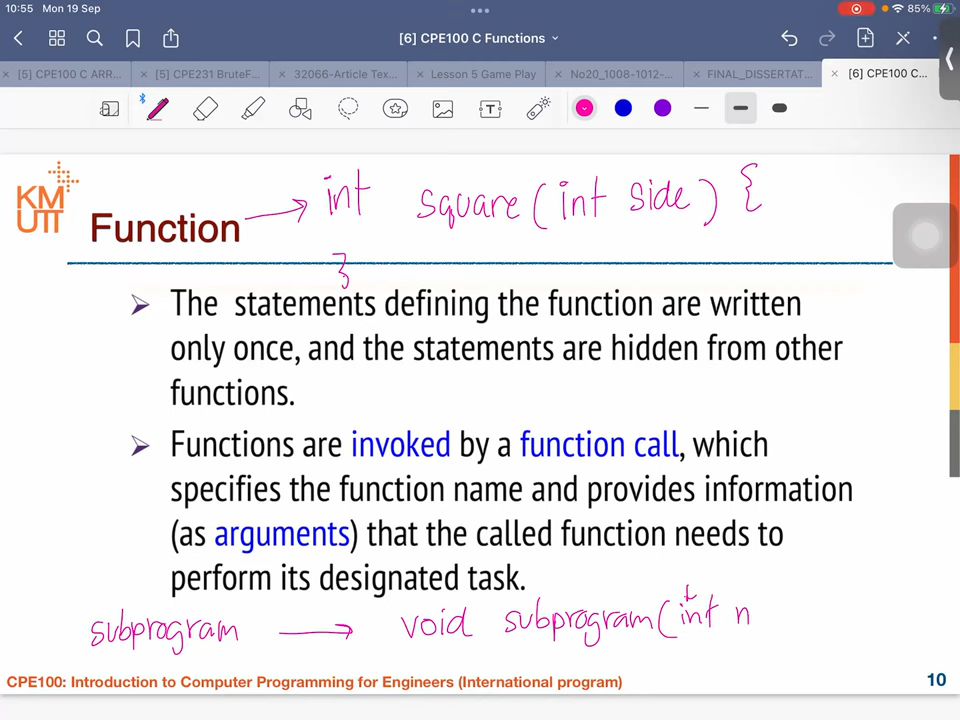 10:55 Mon 19 Sep
85%
[6] CPE100 C Functions
[5] CPE100 C ARR...
[5] CPE231 BruteF...
32066-Article Tex...
Lesson 5 Game Play
No20_1008-1012-...
FINAL_DISSERTAT...
[6] CPE100 C...
KM
UTT
Function → int square(int side) {
}
The statements defining the function are written
only once, and the statements are hidden from other
functions.
Functions are invoked by a function call, which
specifies the function name and provides information
(as arguments) that the called function needs to
perform its designated task.
subprogram → void subprogram(int n
CPE100: Introduction to Computer Programming for Engineers (International program)
10